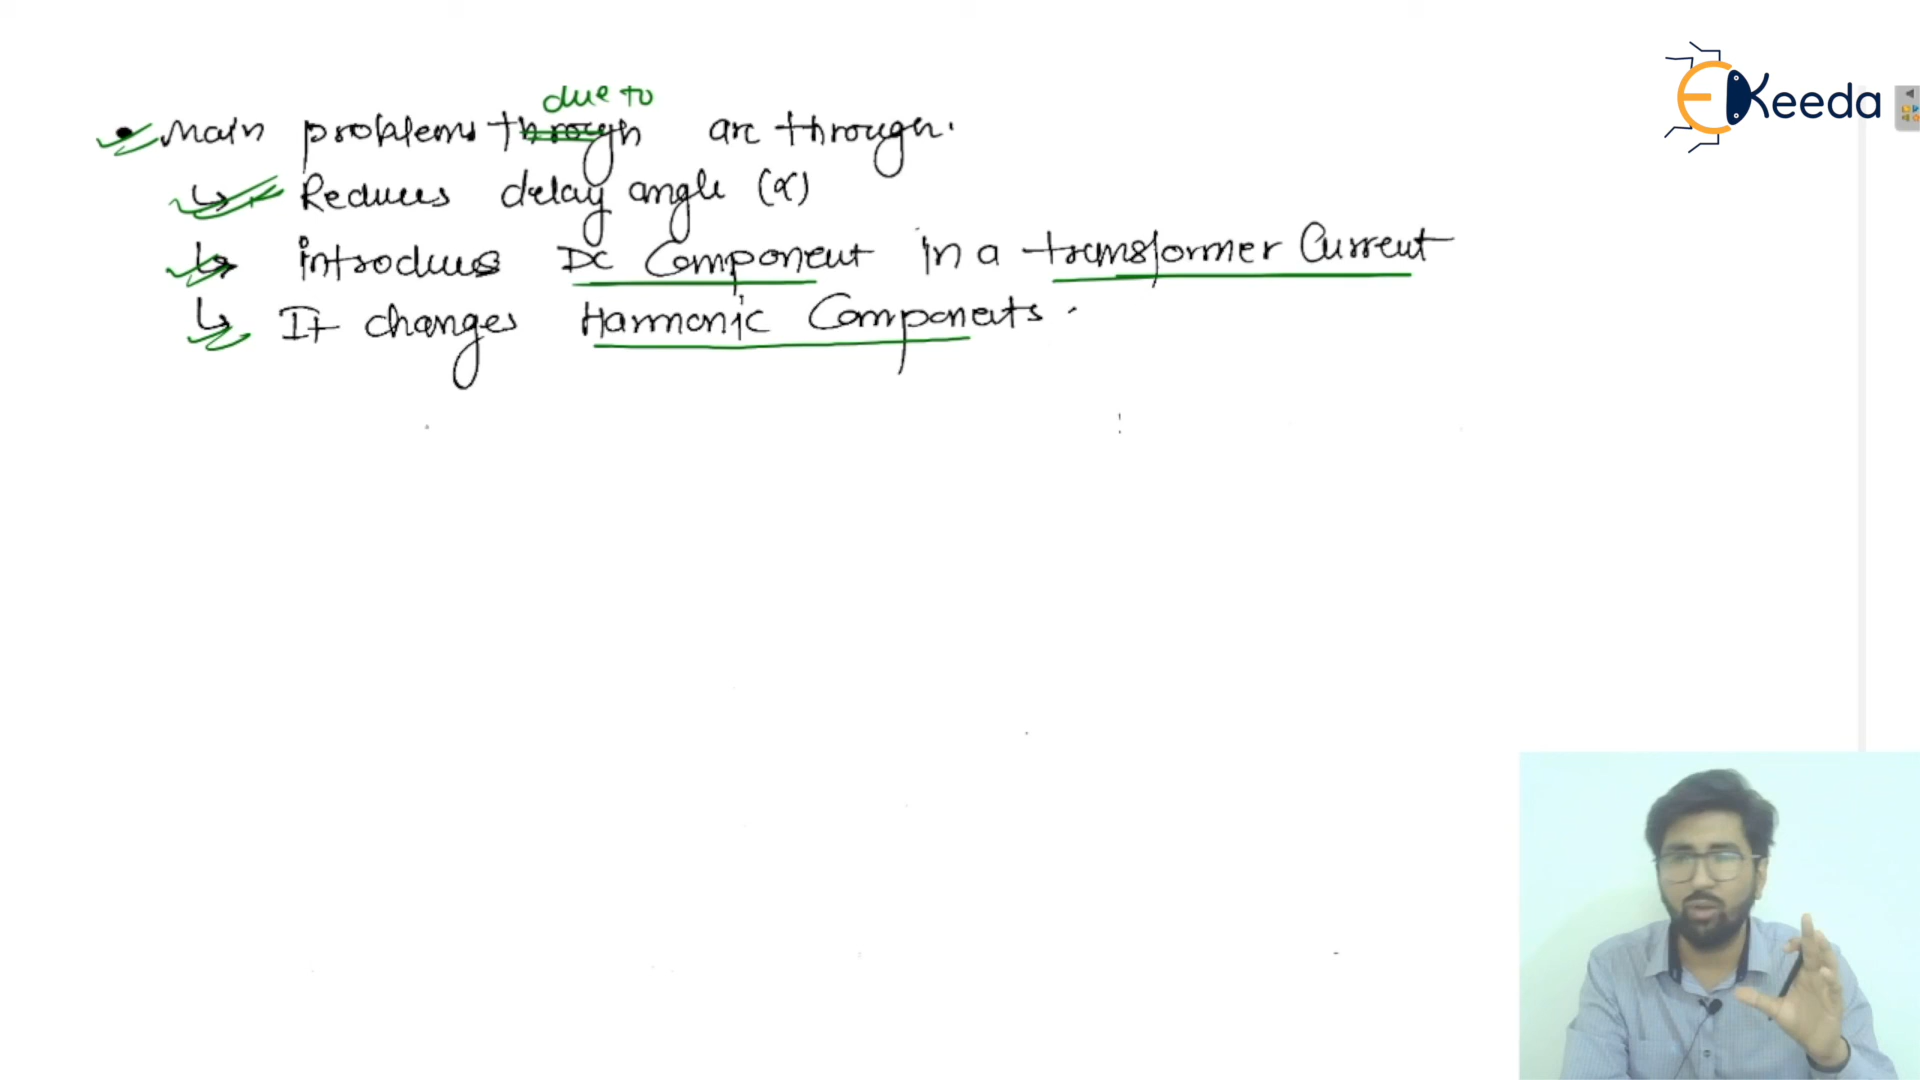 EKeeda
due to
• Main problems through arc through.
↳ Reduces delay angle (α)
↳ introduces DC Component in a transformer Current
↳ It changes Harmonic Components.